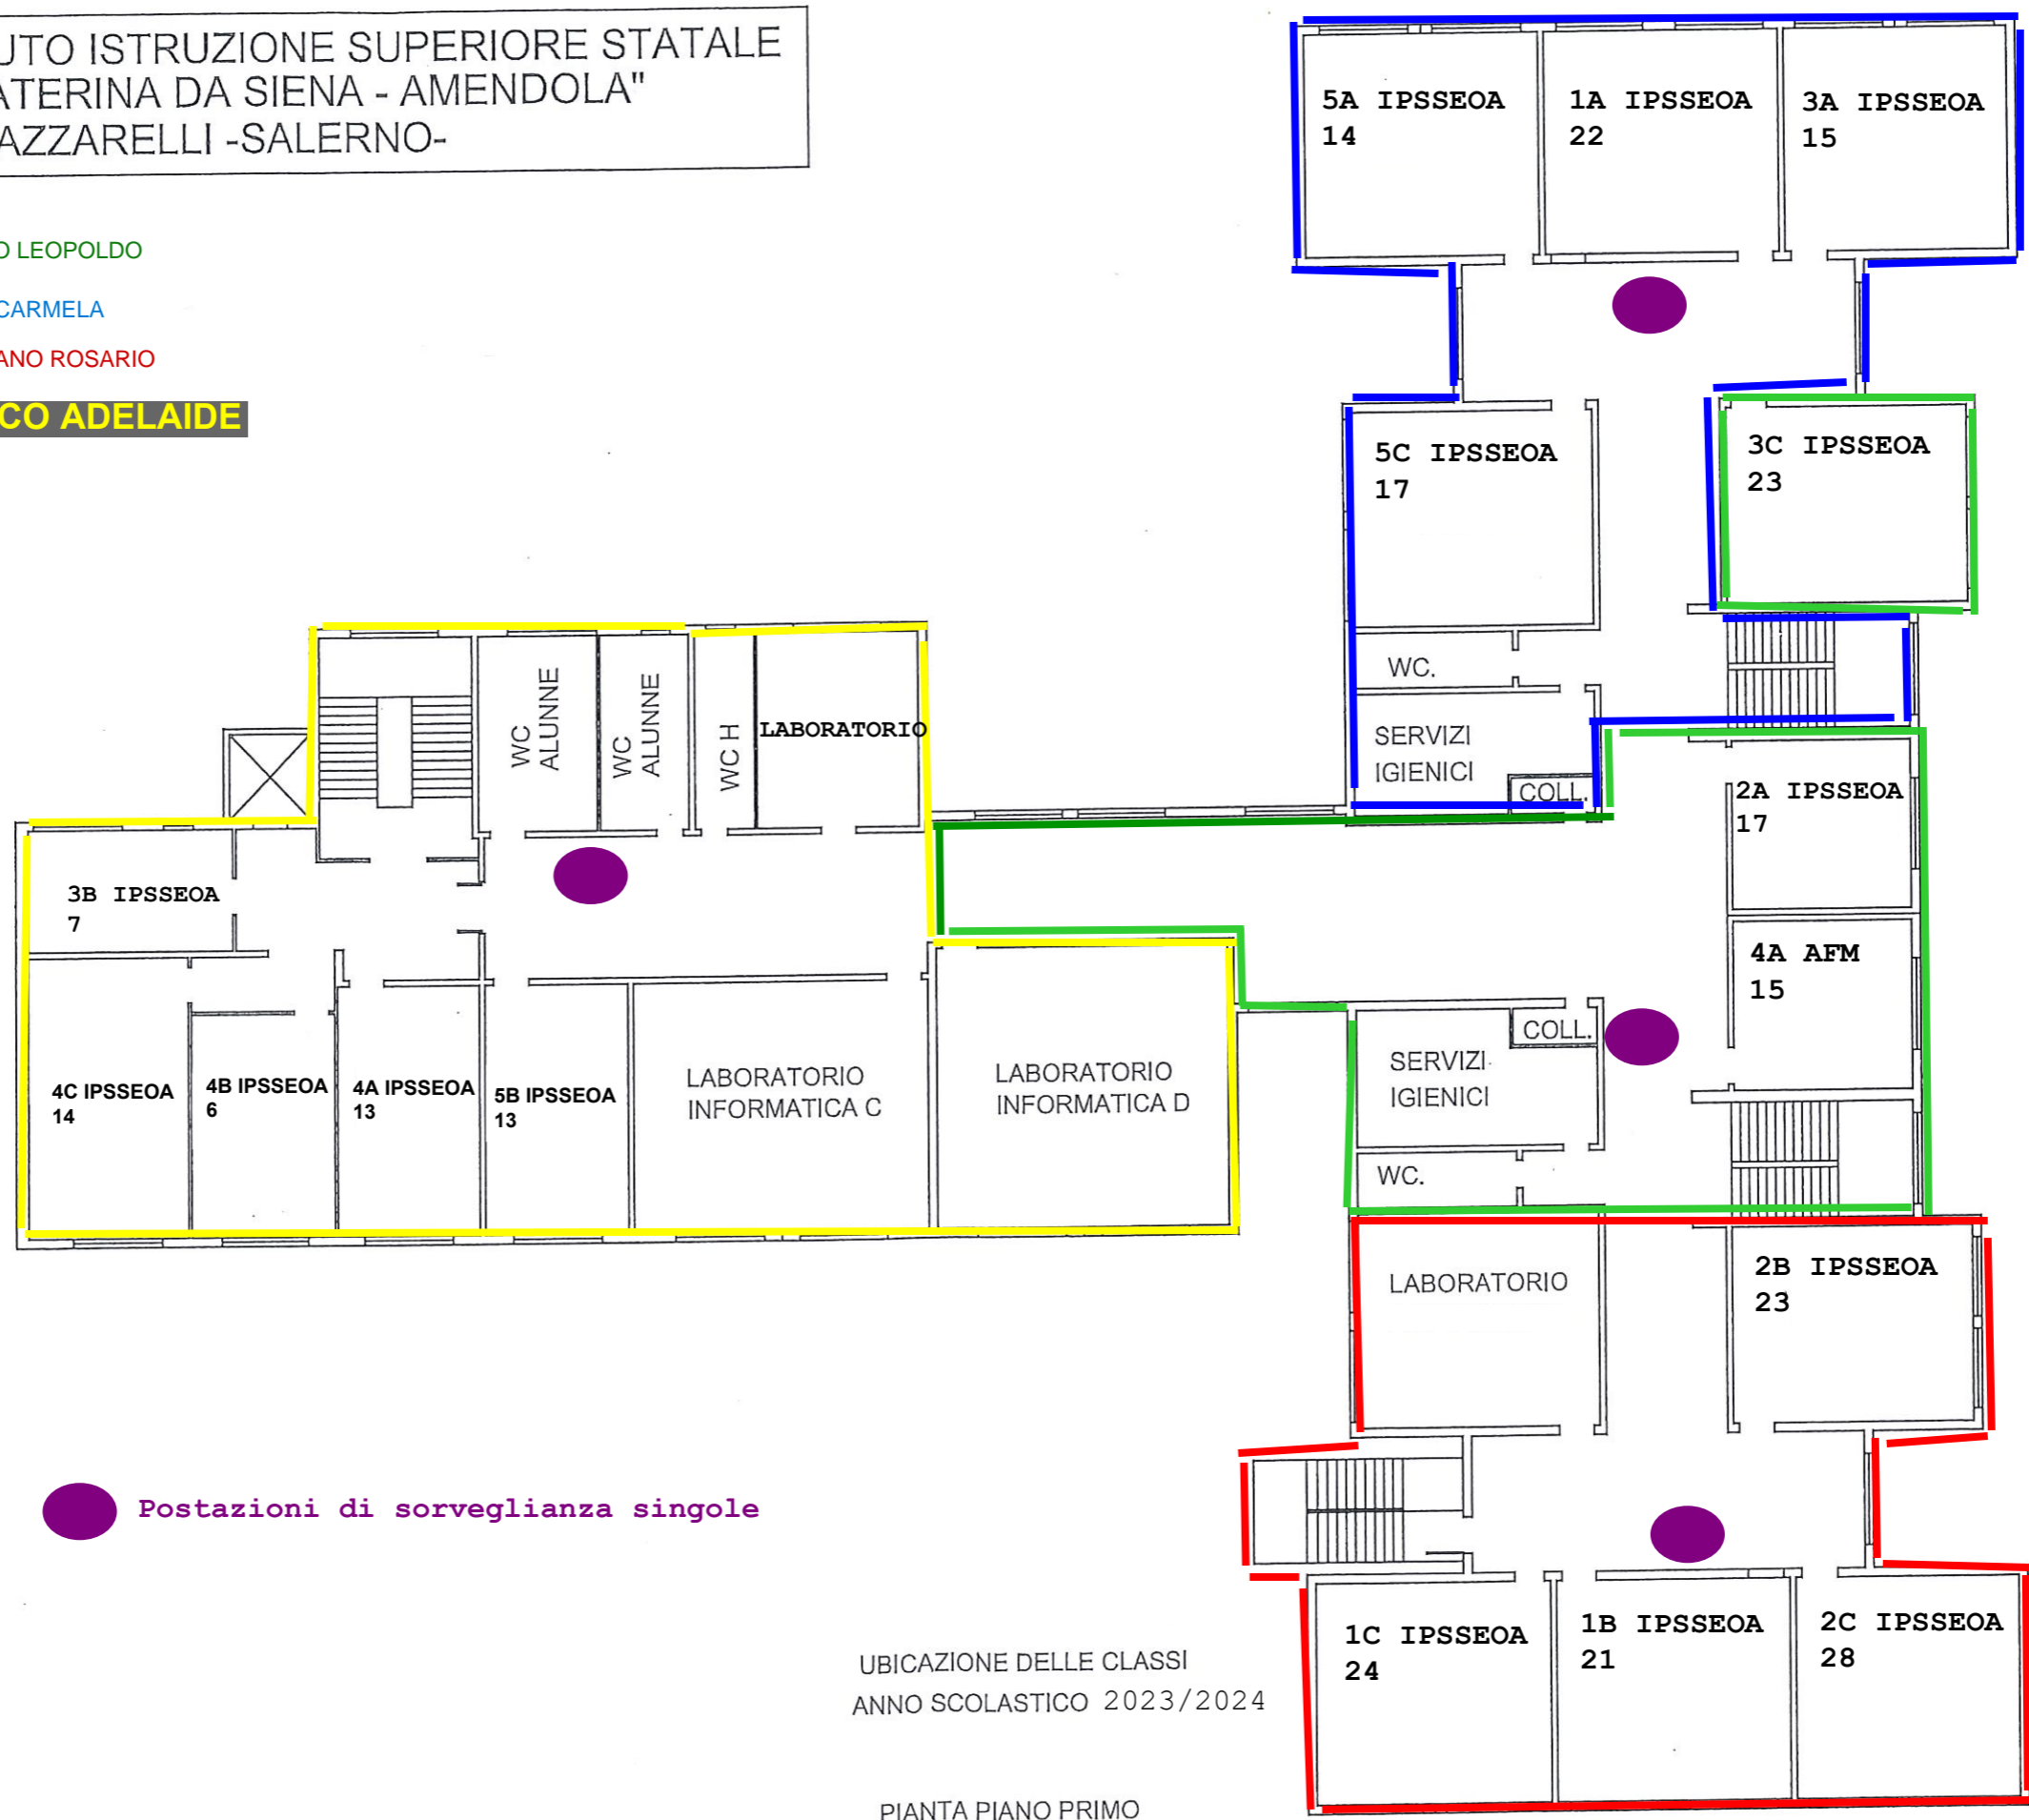 UTO ISTRUZIONE SUPERIORE STATALE
ATERINA DA SIENA - AMENDOLA"
AZZARELLI -SALERNO-
O LEOPOLDO
CARMELA
ANO ROSARIO
CO ADELAIDE
5A IPSSEOA
14
1A IPSSEOA
22
3A IPSSEOA
15
5C IPSSEOA
17
3C IPSSEOA
23
WC.
SERVIZI
IGIENICI
COLL.
WC
ALUNNE
WC
ALUNNE
WC H
LABORATORIO
2A IPSSEOA
17
3B IPSSEOA
7
4A AFM
15
COLL.
SERVIZI
IGIENICI
WC.
4C IPSSEOA
14
4B IPSSEOA
6
4A IPSSEOA
13
5B IPSSEOA
13
LABORATORIO
INFORMATICA C
LABORATORIO
INFORMATICA D
LABORATORIO
2B IPSSEOA
23
Postazioni di sorveglianza singole
1C IPSSEOA
24
1B IPSSEOA
21
2C IPSSEOA
28
UBICAZIONE DELLE CLASSI
ANNO SCOLASTICO 2023/2024
PIANTA PIANO PRIMO